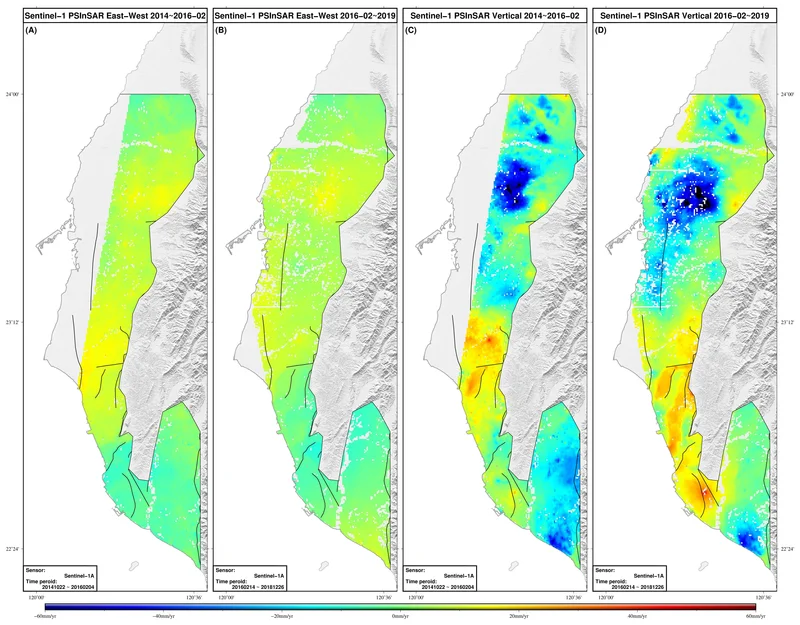 Sentinel-1 PSInSAR East-West 2014~2016-02
Sentinel-1 PSInSAR East-West 2016-02~2019
Sentinel-1 PSInSAR Vertical 2014~2016-02
Sentinel-1 PSInSAR Vertical 2016-02~2019
(A)
(B)
(C)
(D)
24°00'
24°00'
23°12'
23°12'
22°24'
22°24'
Sensor:
Sentinel-1A
Time peroid:
20141022 ~ 20160204
Sensor:
Sentinel-1A
Time peroid:
20160214 ~ 20181226
Sensor:
Sentinel-1A
Time peroid:
20141022 ~ 20160204
Sensor:
Sentinel-1A
Time peroid:
20160214 ~ 20181226
120°00'
120°36'
120°00'
120°36'
120°00'
120°36'
120°00'
120°36'
-60mm/yr
-40mm/yr
-20mm/yr
0mm/yr
20mm/yr
40mm/yr
60mm/yr